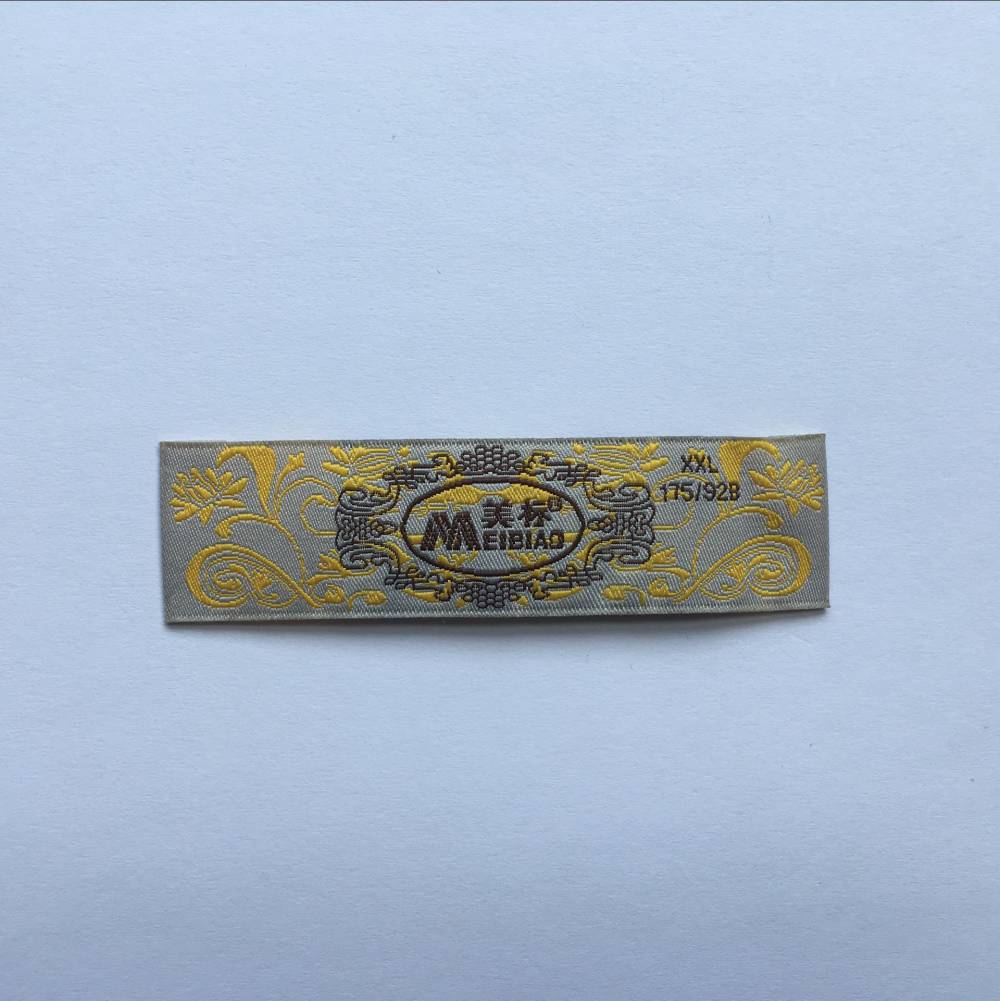 美标®
MEIBIAO
XXL
175/92B